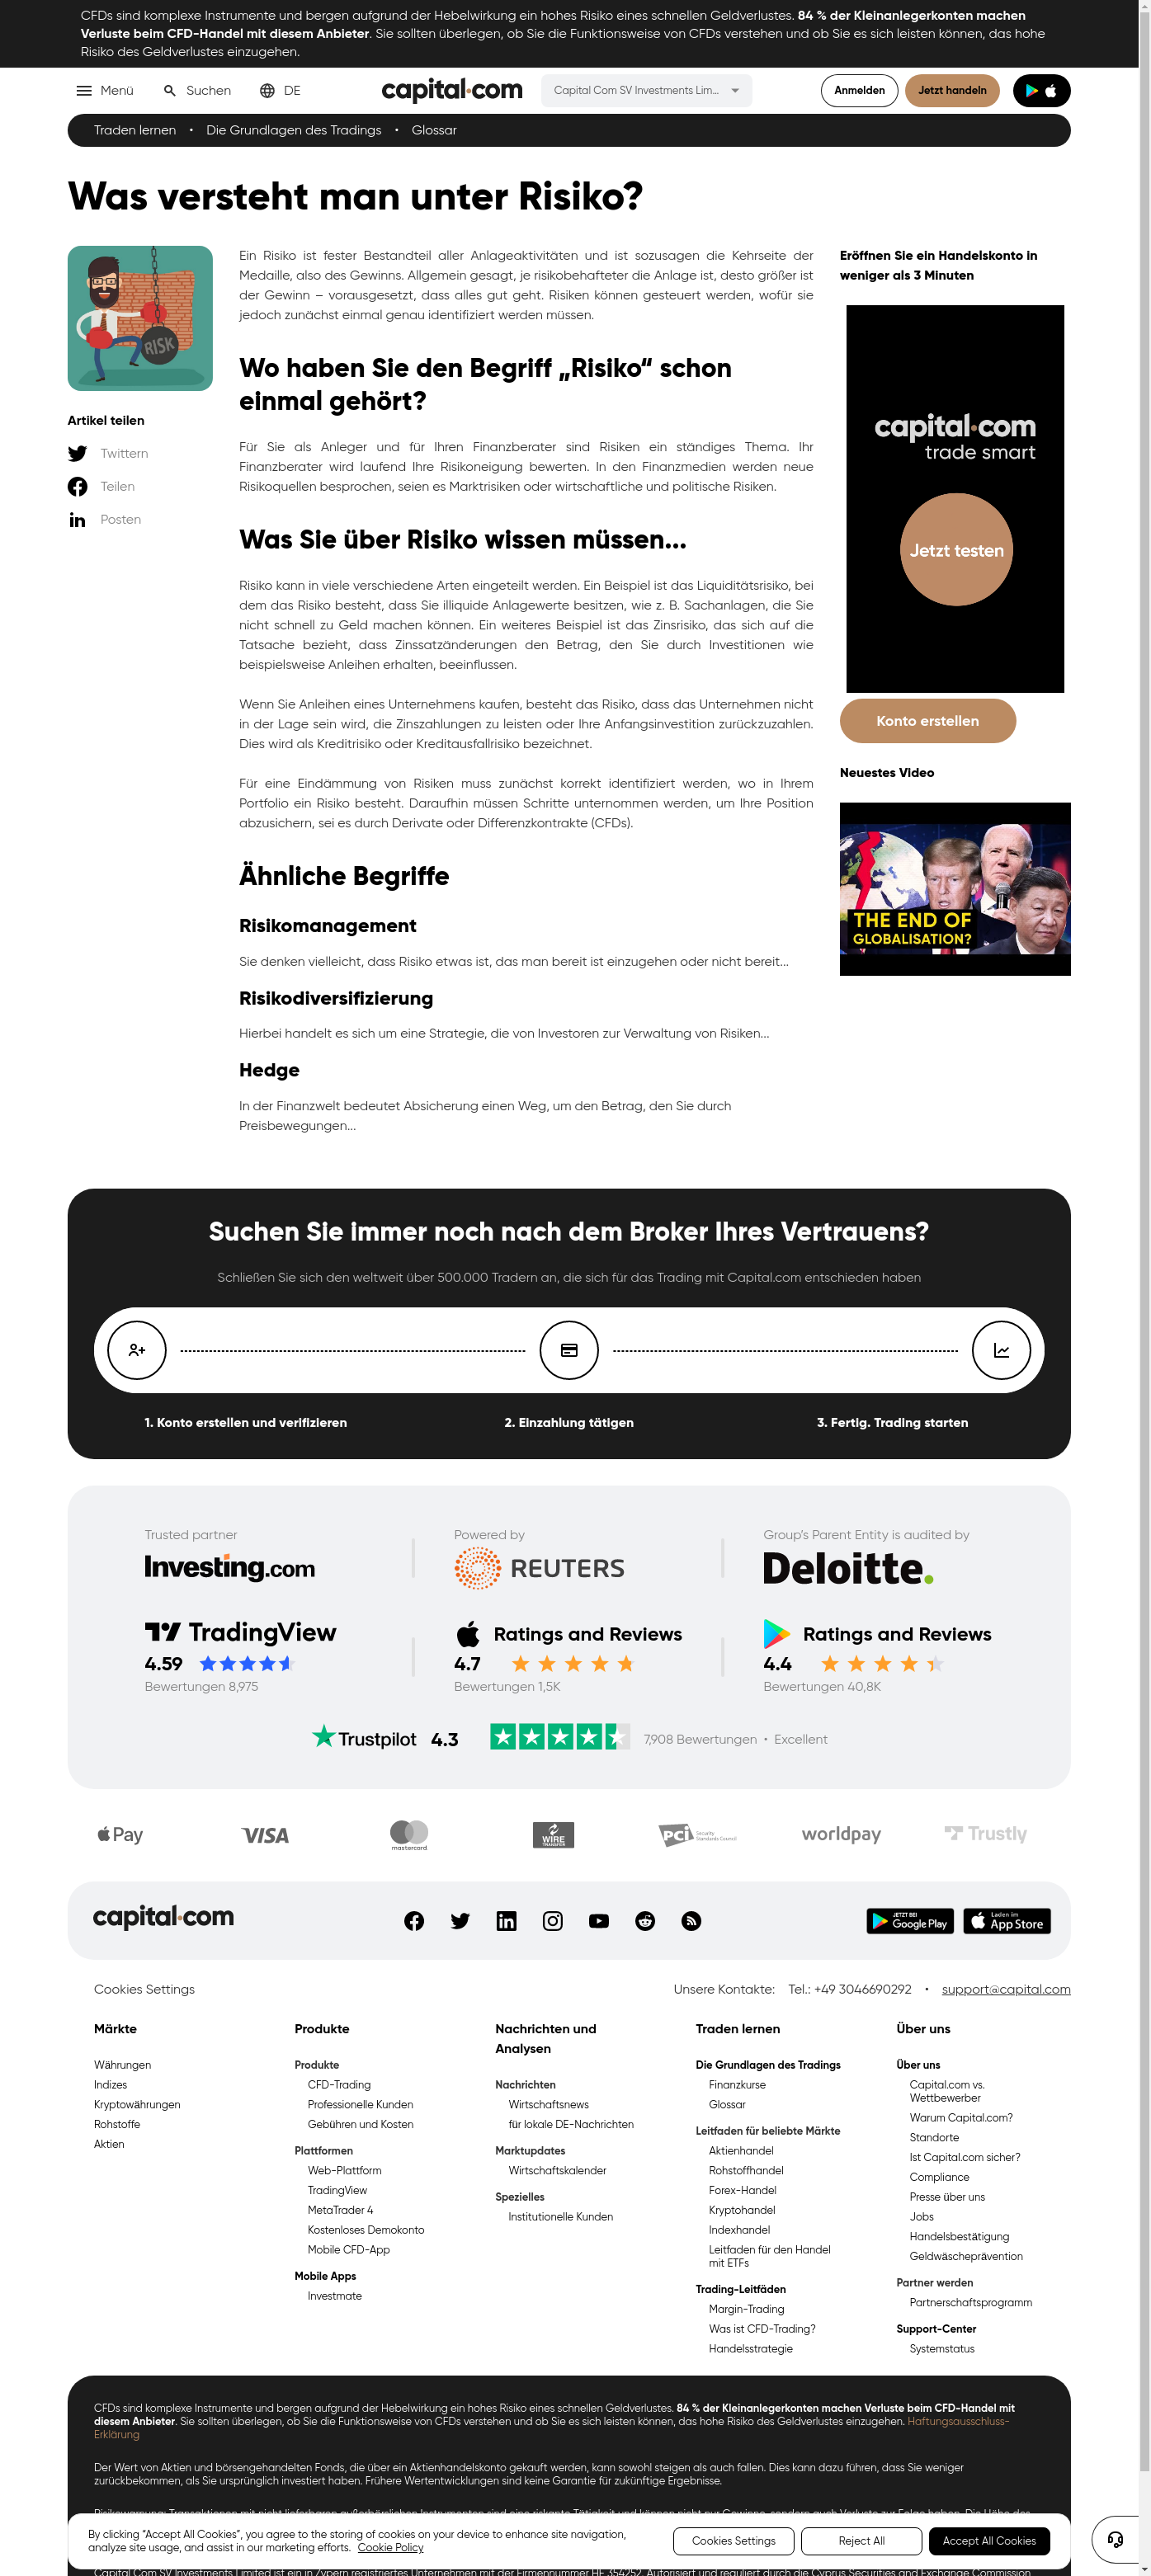 CFDs sind komplexe Instrumente und bergen aufgrund der Hebelwirkung ein hohes Risiko eines schnellen Geldverlustes. 84 % der Kleinanlegerkonten machen
Verluste beim CFD-Handel mit diesem Anbieter. Sie sollten überlegen, ob Sie die Funktionsweise von CFDs verstehen und ob Sie es sich leisten können, das hohe
Risiko des Geldverlustes einzugehen.
Menü
Suchen
DE
capital.com
Capital Com SV Investments Lim...
Anmelden
Jetzt handeln
Traden lernen • Die Grundlagen des Tradings • Glossar
Was versteht man unter Risiko?
RISK
Artikel teilen
Twittern
Teilen
Posten
Ein Risiko ist fester Bestandteil aller Anlageaktivitäten und ist sozusagen die Kehrseite der
Medaille, also des Gewinns. Allgemein gesagt, je risikobehafteter die Anlage ist, desto größer ist
der Gewinn – vorausgesetzt, dass alles gut geht. Risiken können gesteuert werden, wofür sie
jedoch zunächst einmal genau identifiziert werden müssen.
Wo haben Sie den Begriff „Risiko“ schon
einmal gehört?
Für Sie als Anleger und für Ihren Finanzberater sind Risiken ein ständiges Thema. Ihr
Finanzberater wird laufend Ihre Risikoneigung bewerten. In den Finanzmedien werden neue
Risikoquellen besprochen, seien es Marktrisiken oder wirtschaftliche und politische Risiken.
Was Sie über Risiko wissen müssen...
Risiko kann in viele verschiedene Arten eingeteilt werden. Ein Beispiel ist das Liquiditätsrisiko, bei
dem das Risiko besteht, dass Sie illiquide Anlagewerte besitzen, wie z. B. Sachanlagen, die Sie
nicht schnell zu Geld machen können. Ein weiteres Beispiel ist das Zinsrisiko, das sich auf die
Tatsache bezieht, dass Zinssatzänderungen den Betrag, den Sie durch Investitionen wie
beispielsweise Anleihen erhalten, beeinflussen.
Wenn Sie Anleihen eines Unternehmens kaufen, besteht das Risiko, dass das Unternehmen nicht
in der Lage sein wird, die Zinszahlungen zu leisten oder Ihre Anfangsinvestition zurückzuzahlen.
Dies wird als Kreditrisiko oder Kreditausfallrisiko bezeichnet.
Für eine Eindämmung von Risiken muss zunächst korrekt identifiziert werden, wo in Ihrem
Portfolio ein Risiko besteht. Daraufhin müssen Schritte unternommen werden, um Ihre Position
abzusichern, sei es durch Derivate oder Differenzkontrakte (CFDs).
Ähnliche Begriffe
Risikomanagement
Sie denken vielleicht, dass Risiko etwas ist, das man bereit ist einzugehen oder nicht bereit...
Risikodiversifizierung
Hierbei handelt es sich um eine Strategie, die von Investoren zur Verwaltung von Risiken...
Hedge
In der Finanzwelt bedeutet Absicherung einen Weg, um den Betrag, den Sie durch
Preisbewegungen...
Eröffnen Sie ein Handelskonto in
weniger als 3 Minuten
capital.com
trade smart
Jetzt testen
Konto erstellen
Neuestes Video
THE END OF
GLOBALISATION?
Suchen Sie immer noch nach dem Broker Ihres Vertrauens?
Schließen Sie sich den weltweit über 500.000 Tradern an, die sich für das Trading mit Capital.com entschieden haben
1. Konto erstellen und verifizieren
2. Einzahlung tätigen
3. Fertig. Trading starten
Trusted partner
Investing.com
Powered by
REUTERS
Group's Parent Entity is audited by
Deloitte.
TradingView
4.59
Bewertungen 8,975
Ratings and Reviews
4.7
Bewertungen 1,5K
Ratings and Reviews
4.4
Bewertungen 40,8K
Trustpilot 4.3
7,908 Bewertungen • Excellent
Pay
VISA
mastercard
WIRE
TRANSFER
PCI Security
Standards Council
worldpay
Trustly
capital.com
JETZT BEI
Google Play
Laden im
App Store
Cookies Settings
Unsere Kontakte: Tel.: +49 3046690292 • support@capital.com
Märkte
Währungen
Indizes
Kryptowährungen
Rohstoffe
Aktien
Produkte
Produkte
CFD-Trading
Professionelle Kunden
Gebühren und Kosten
Plattformen
Web-Plattform
TradingView
MetaTrader 4
Kostenloses Demokonto
Mobile CFD-App
Mobile Apps
Investmate
Nachrichten und
Analysen
Nachrichten
Wirtschaftsnews
für lokale DE-Nachrichten
Marktupdates
Wirtschaftskalender
Spezielles
Institutionelle Kunden
Traden lernen
Die Grundlagen des Tradings
Finanzkurse
Glossar
Leitfaden für beliebte Märkte
Aktienhandel
Rohstoffhandel
Forex-Handel
Kryptohandel
Indexhandel
Leitfaden für den Handel
mit ETFs
Trading-Leitfäden
Margin-Trading
Was ist CFD-Trading?
Handelsstrategie
Über uns
Über uns
Capital.com vs.
Wettbewerber
Warum Capital.com?
Standorte
Ist Capital.com sicher?
Compliance
Presse über uns
Jobs
Handelsbestätigung
Geldwäscheprävention
Partner werden
Partnerschaftsprogramm
Support-Center
Systemstatus
CFDs sind komplexe Instrumente und bergen aufgrund der Hebelwirkung ein hohes Risiko eines schnellen Geldverlustes. 84 % der Kleinanlegerkonten machen Verluste beim CFD-Handel mit
diesem Anbieter. Sie sollten überlegen, ob Sie die Funktionsweise von CFDs verstehen und ob Sie es sich leisten können, das hohe Risiko des Geldverlustes einzugehen. Haftungsausschluss-
Erklärung
Der Wert von Aktien und börsengehandelten Fonds, die über ein Aktienhandelskonto gekauft werden, kann sowohl steigen als auch fallen. Dies kann dazu führen, dass Sie weniger
zurückbekommen, als Sie ursprünglich investiert haben. Frühere Wertentwicklungen sind keine Garantie für zukünftige Ergebnisse.
By clicking “Accept All Cookies”, you agree to the storing of cookies on your device to enhance site navigation,
analyze site usage, and assist in our marketing efforts. Cookie Policy
Cookies Settings
Reject All
Accept All Cookies
Capital Com SV Investments Limited ist ein in Zypern registriertes Unternehmen mit der Firmennummer HE 354252. Autorisiert und reguliert durch die Cyprus Securities and Exchange Commission